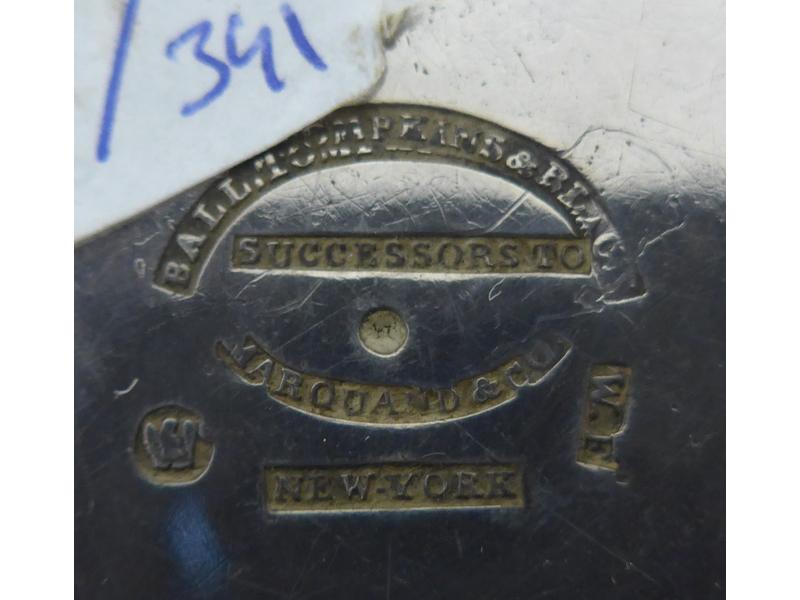 /341
BALL, TOMPKINS & BLACK
SUCCESSORS TO
MARQUAND & CO.
W.F
NEW-YORK